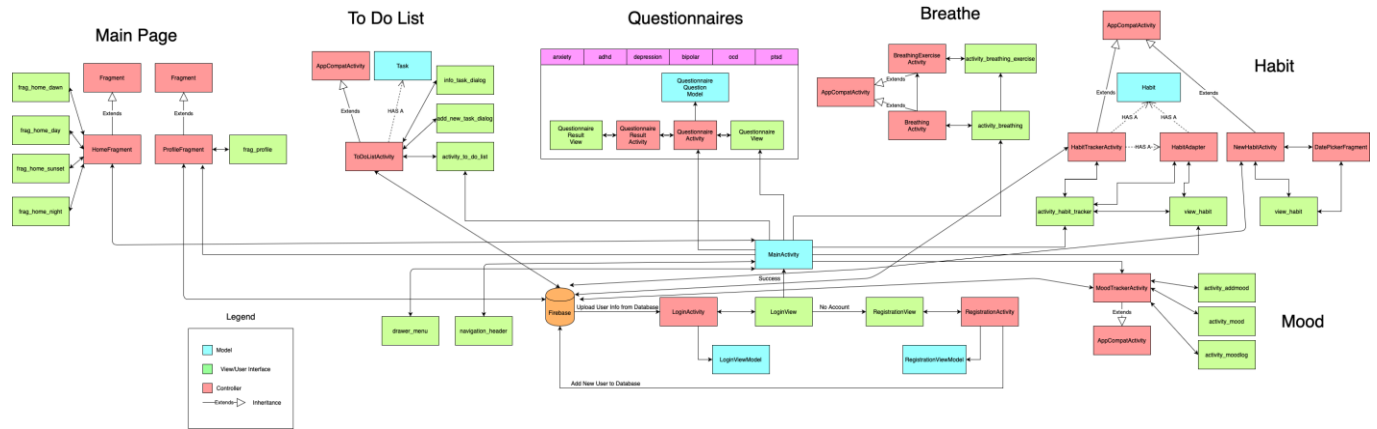 Main Page
To Do List
Questionnaires
Breathe
Habit
Fragment
Fragment
frag_home_dawn
frag_home_day
HomeFragment
ProfileFragment
frag_profile
frag_home_sunset
frag_home_night
Extends
Extends
AppCompatActivity
Task
info_task_dialog
Extends
HAS A
add_new_task_dialog
ToDoListActivity
activity_to_do_list
anxiety
adhd
depression
bipolar
ocd
ptsd
Questionnaire
Question
Model
Questionnaire
Result
View
Questionnaire
Result
Activity
Questionnaire
Activity
Questionnaire
View
BreathingExercise
Activity
activity_breathing_exercise
AppCompatActivity
Extends
Extends
Breathing
Activity
activity_breathing
AppCompatActivity
Extends
Extends
Habit
HAS A
HAS A
HabitTrackerActivity
HAS A
HabitAdapter
NewHabitActivity
DatePickerFragment
activity_habit_tracker
view_habit
view_habit
MainActivity
Success
Firebase
Upload User Info from Database
LoginActivity
LoginView
No Account
RegistrationView
RegistrationActivity
LoginViewModel
RegistrationViewModel
Add New User to Database
drawer_menu
navigation_header
MoodTrackerActivity
Extends
AppCompatActivity
activity_addmood
activity_mood
activity_moodlog
Mood
Legend
Model
View/User Interface
Controller
Extends
Inheritance